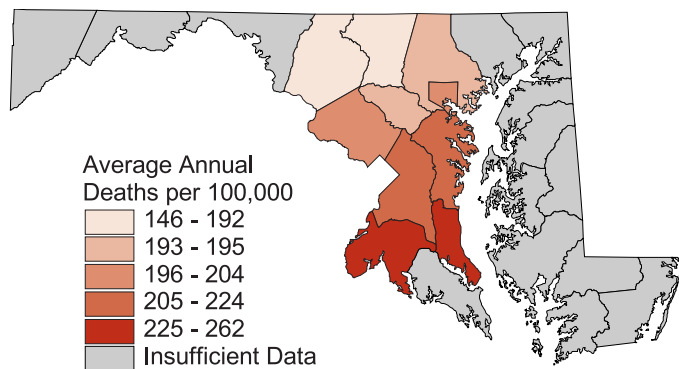 Average Annual
Deaths per 100,000
146 - 192
193 - 195
196 - 204
205 - 224
225 - 262
Insufficient Data